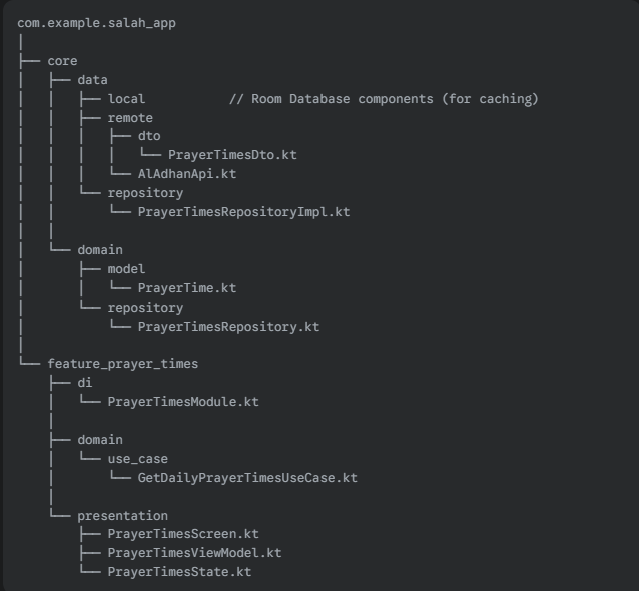 com.example.salah_app
│
├── core
│   ├── data
│   │   ├── local           // Room Database components (for caching)
│   │   ├── remote
│   │   │   ├── dto
│   │   │   │   └── PrayerTimesDto.kt
│   │   │   └── AlAdhanApi.kt
│   │   └── repository
│   │       └── PrayerTimesRepositoryImpl.kt
│   │
│   └── domain
│       ├── model
│       │   └── PrayerTime.kt
│       └── repository
│           └── PrayerTimesRepository.kt
│
└── feature_prayer_times
    ├── di
    │   └── PrayerTimesModule.kt
    │
    ├── domain
    │   └── use_case
    │       └── GetDailyPrayerTimesUseCase.kt
    │
    └── presentation
        ├── PrayerTimesScreen.kt
        ├── PrayerTimesViewModel.kt
        └── PrayerTimesState.kt